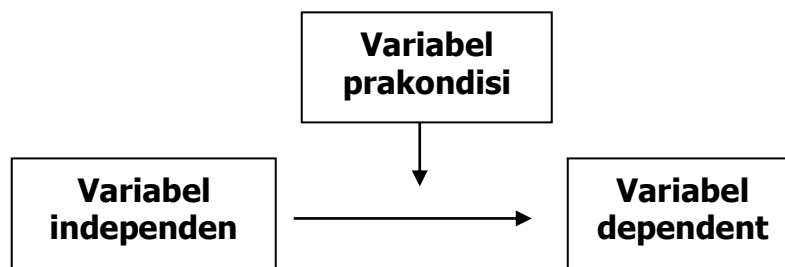 Variabel
prakondisi
Variabel
independen
Variabel
dependent